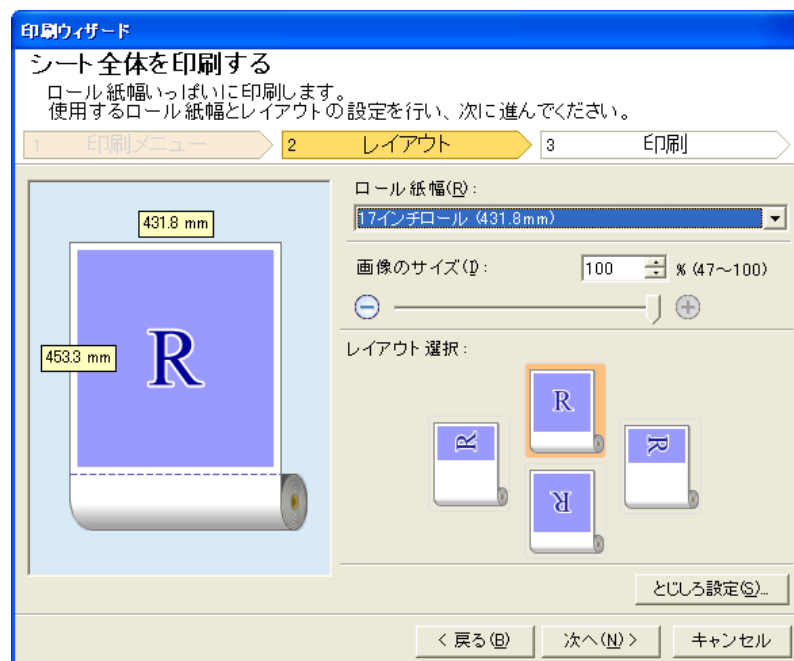 印刷ウィザード
シート全体を印刷する
ロール紙幅いっぱいに印刷します。
使用するロール紙幅とレイアウトの設定を行い、次に進んでください。
1 印刷メニュー 2 レイアウト 3 印刷
ロール紙幅(R):
17インチロール (431.8mm)
431.8 mm
画像のサイズ(I): 100 % (47~100)
453.3 mm
R
レイアウト選択:
R
R
R
R
とじしろ設定(S)...
< 戻る(B) 次へ(N) > キャンセル